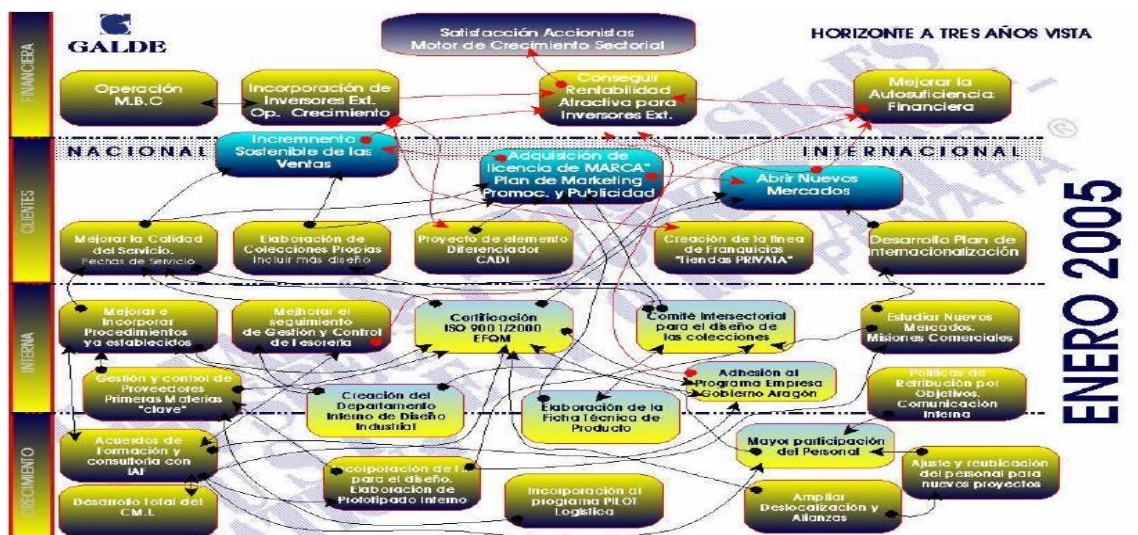 GALDE
HORIZONTE A TRES AÑOS VISTA
Satisfacción Accionistas
Motor de Crecimiento Sectorial
FINANCIERA
Operación
M.B.O
Incorporación de
Inversores Ext.
Op. Crecimiento
Conseguir
Rentabilidad
Atractiva para
Inversores Ext.
Mejorar la
Autosuficiencia
Financiera
NACIONAL
INTERNACIONAL
CLIENTES
Incremnento
Sostenible de las
Ventas
Adquisición de
licencia de MARCA"
Plan de Marketing
Promoc. y Publicidad
Abrir Nuevos
Mercados
Mejorar la Calidad
del Servicio.
Fechas de Servicio
Elaboración de
Colecciones Propias
Incluir más diseño
Proyecto de elemento
Diferenciador
CADI
Creación de la línea
de Franquicias
"Tiendas PRIVATA"
Desarrollo Plan de
Internacionalización
ENERO 2005
INTERNA
Mejorar e
Incorporar
Procedimientos
ya establecidos
Mejhorar el
seguimiento
de Gestión y Control
de Tesorería
Certificación
ISO 9001/2000
EFQM
Comité Intersectorial
para el diseño de
las colecciones
Estudiar Nuevos
Mercados.
Misiones Comerciales
Gestión y control de
Proveedores
Primeras Materias
"clave"
Creación del
Departamento
Interno de Diseño
Industrial
Elaboración de la
Ficha Técnica de
Producto
Adhesión al
Programa Empresa
Gobierno Aragón
Políticas de
Retribución por
Objetivos.
Comunicación
Interna
CRECIMIENTO
Acuerdos de
Formación y
consultoría con
IAF
Incorporación de
para el diseño.
Elaboración de
Prototipado Interno
Mayor participación
del Personal
Ajuste y reubicación
del personal para
nuevos proyectos
Desarrollo Total del
C.M.I.
Incorporación al
programa PILOT
Logística
Ampliar
Deslocalización y
Alianzas